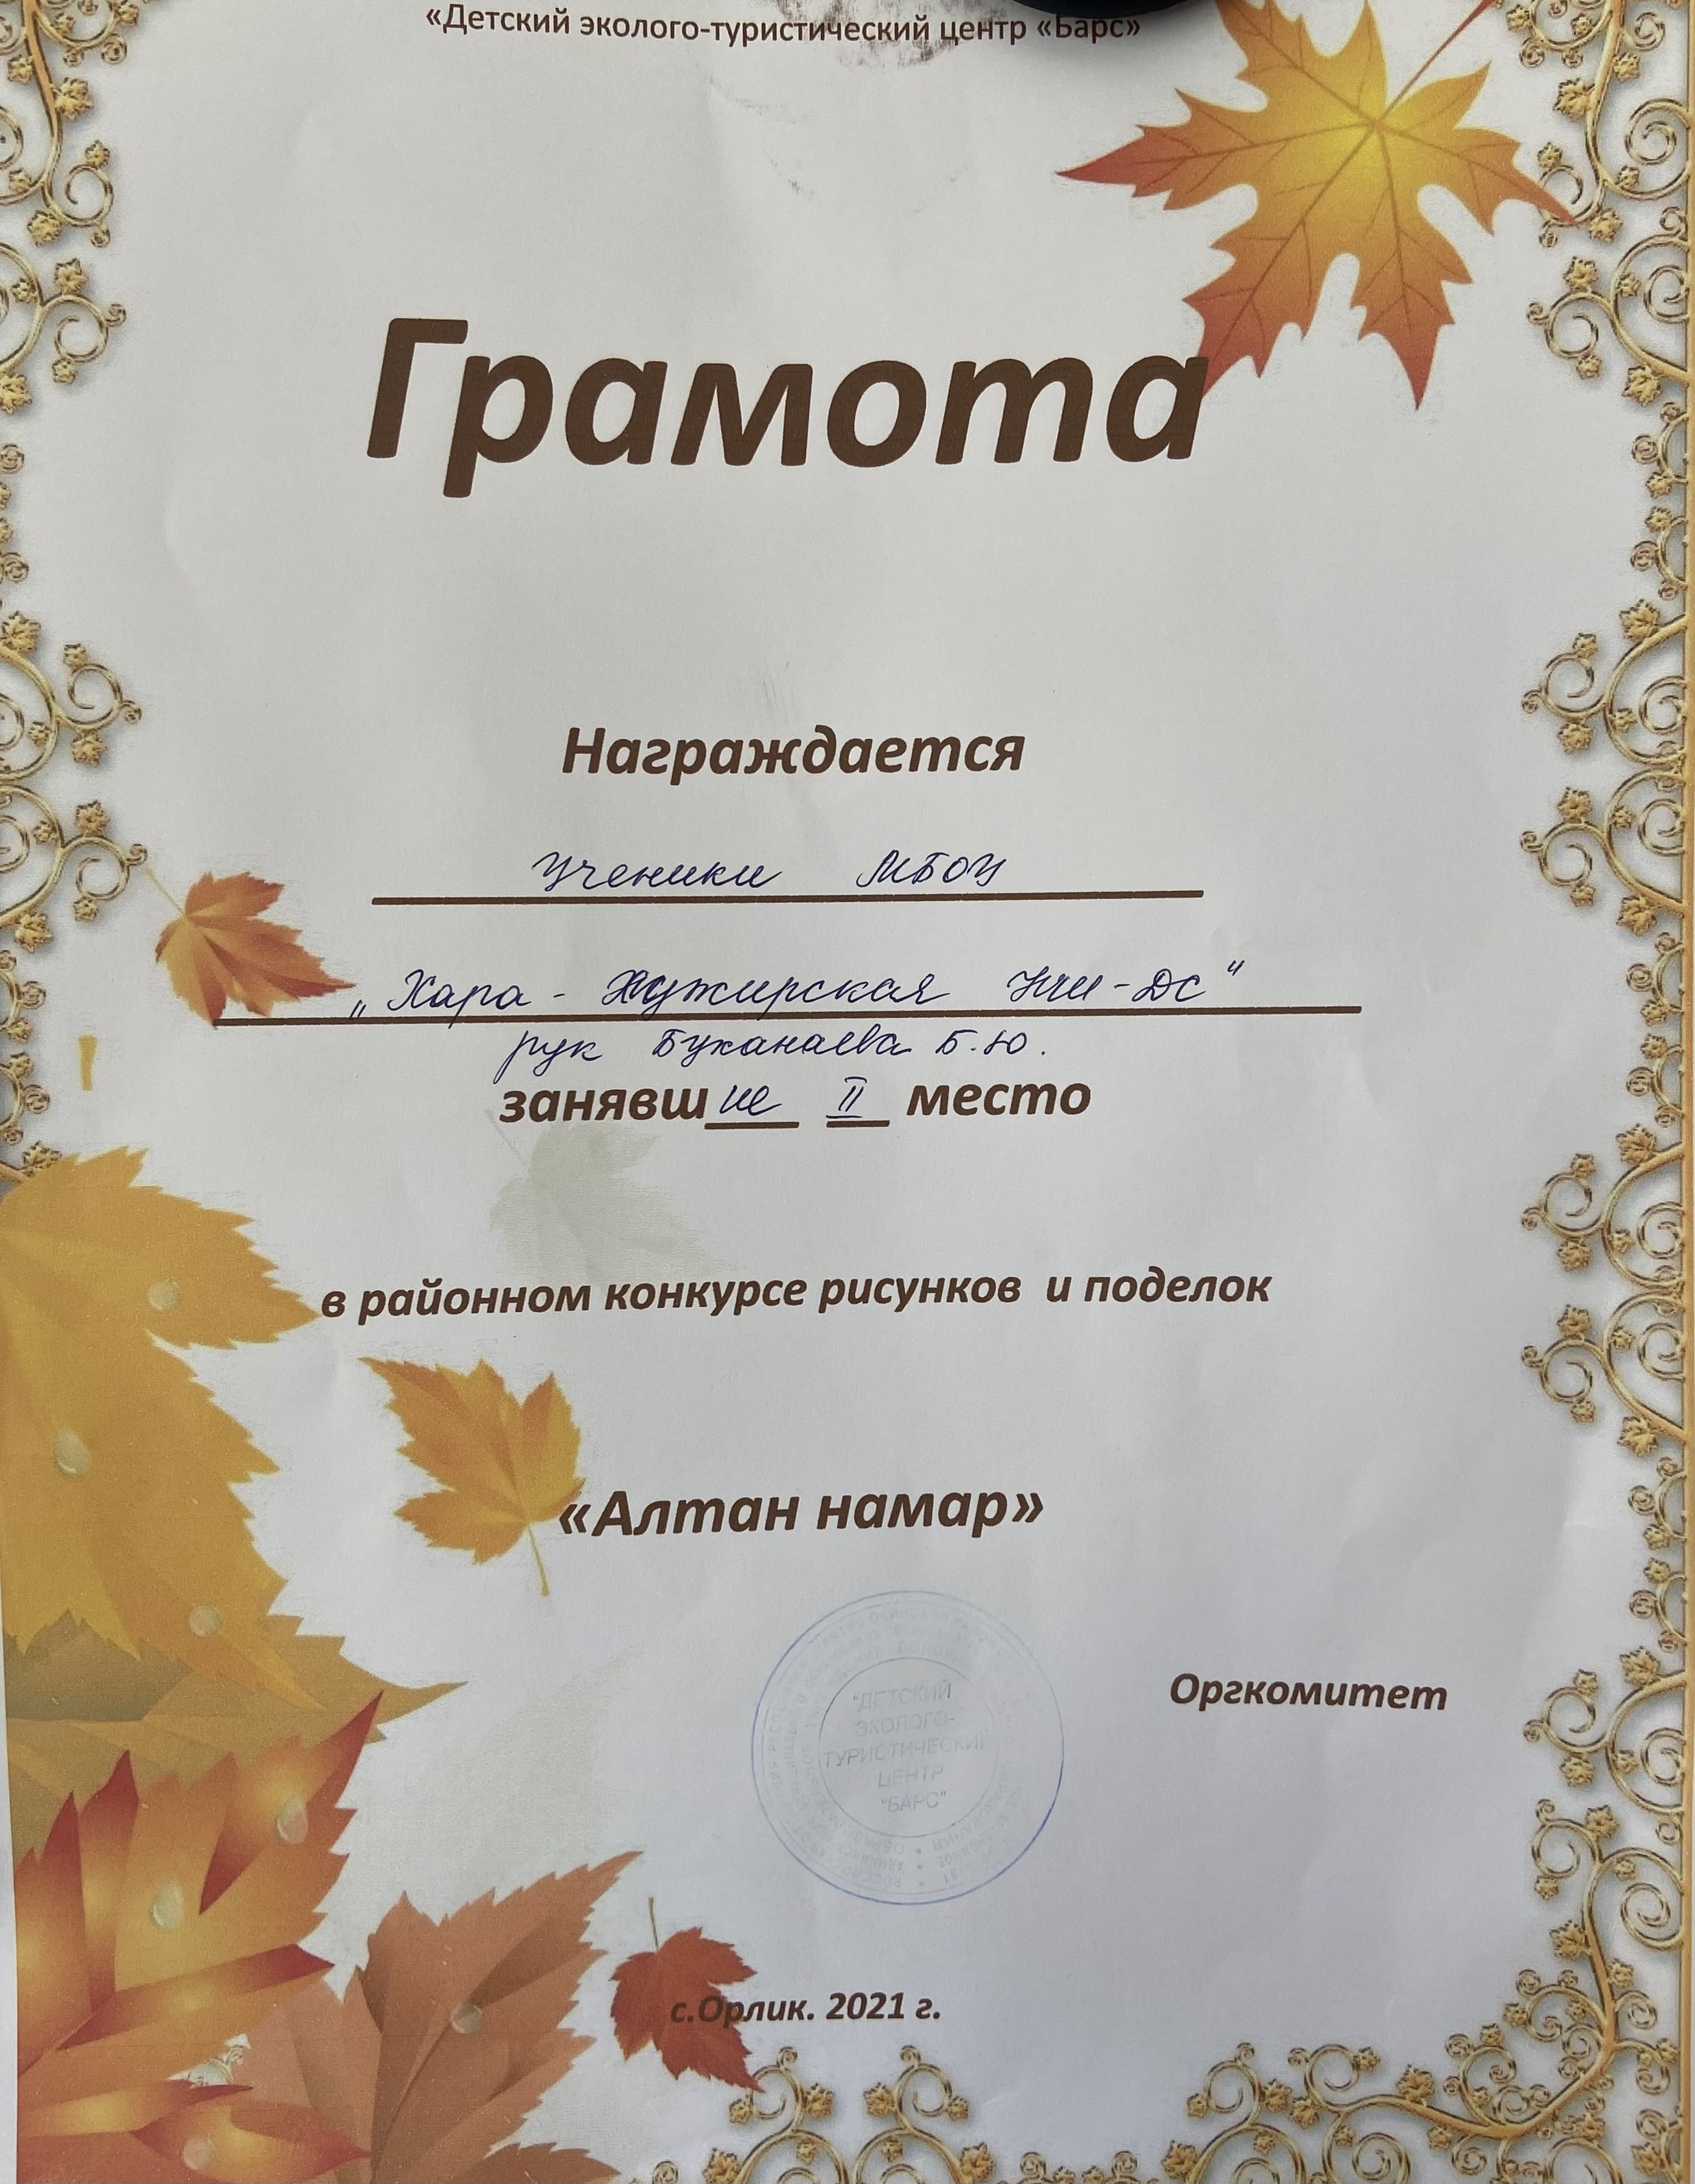 «Детский эколого-туристический центр «Барс»
Грамота
Награждается
Ученики МБОУ
„Хара - Хужирская НШ-ДС“
рук Буханаева Б.Ю.
занявшие II место
в районном конкурсе рисунков и поделок
«Алтан намар»
Оргкомитет
"ДЕТСКИЙ
ЭКОЛОГО-
ТУРИСТИЧЕСКИЙ
ЦЕНТР
"БАРС"
с.Орлик. 2021 г.